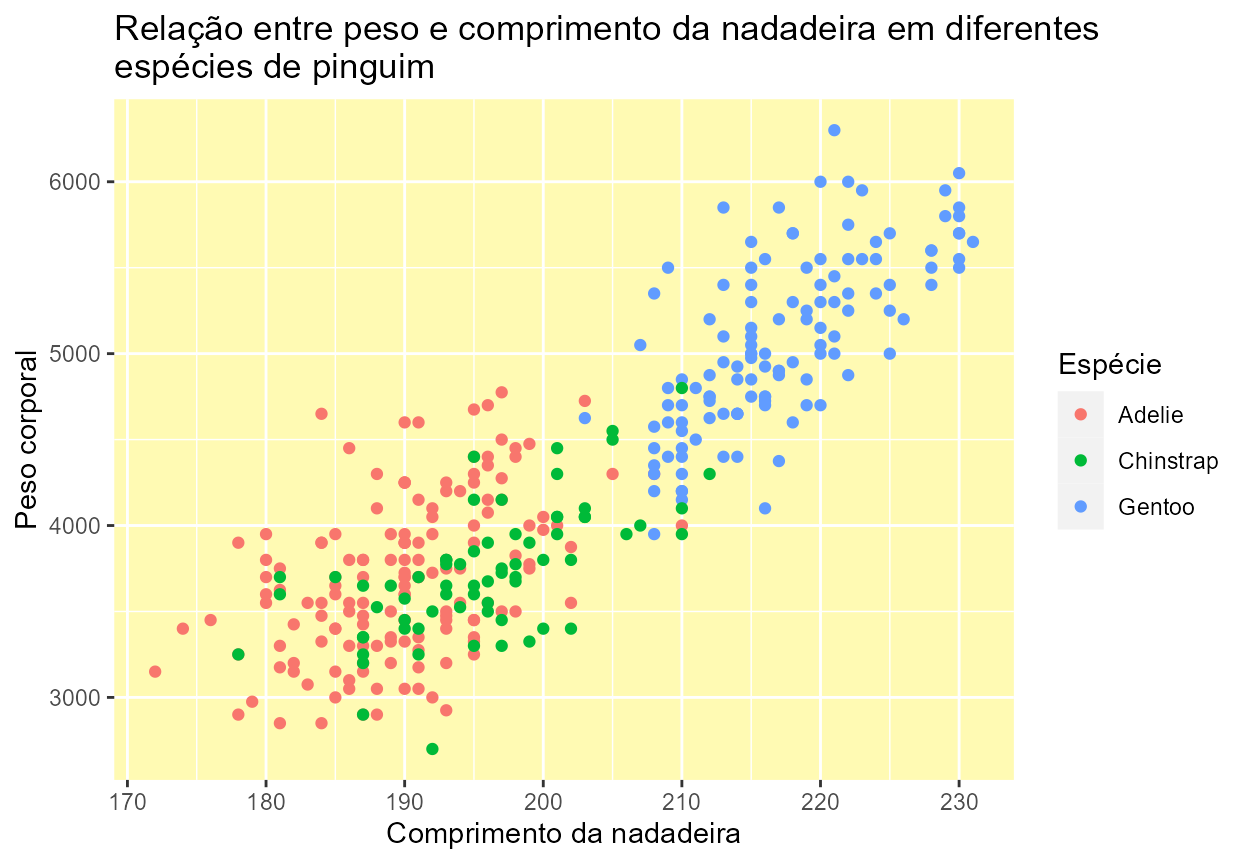 Relação entre peso e comprimento da nadadeira em diferentes
espécies de pinguim
Peso corporal
6000
5000
4000
3000
170 180 190 200 210 220 230
Comprimento da nadadeira
Espécie
Adelie
Chinstrap
Gentoo